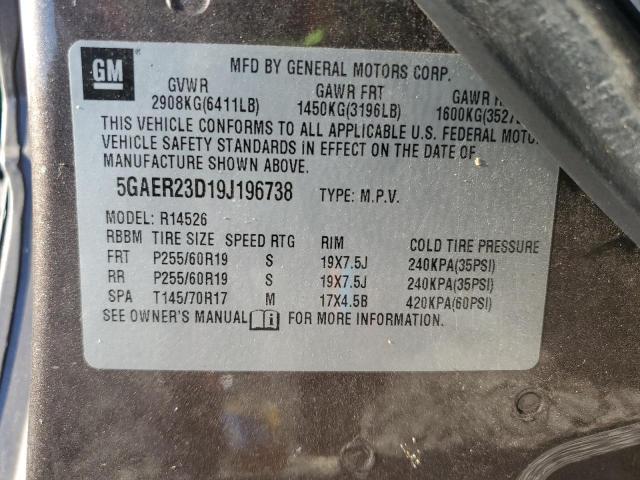 GM
MFD BY GENERAL MOTORS CORP.
GVWR GAWR FRT GAWR
2908KG(6411LB) 1450KG(3196LB) 1600KG(352
THIS VEHICLE CONFORMS TO ALL APPLICABLE U.S. FEDERAL MOTO
VEHICLE SAFETY STANDARDS IN EFFECT ON THE DATE OF
MANUFACTURE SHOWN ABOVE.
5GAER23D19J196738 TYPE: M.P.V.
MODEL: R14526
RBBM TIRE SIZE SPEED RTG RIM COLD TIRE PRESSURE
FRT P255/60R19 S 19X7.5J 240KPA(35PSI)
RR P255/60R19 S 19X7.5J 240KPA(35PSI)
SPA T145/70R17 M 17X4.5B 420KPA(60PSI)
SEE OWNER'S MANUAL i FOR MORE INFORMATION.